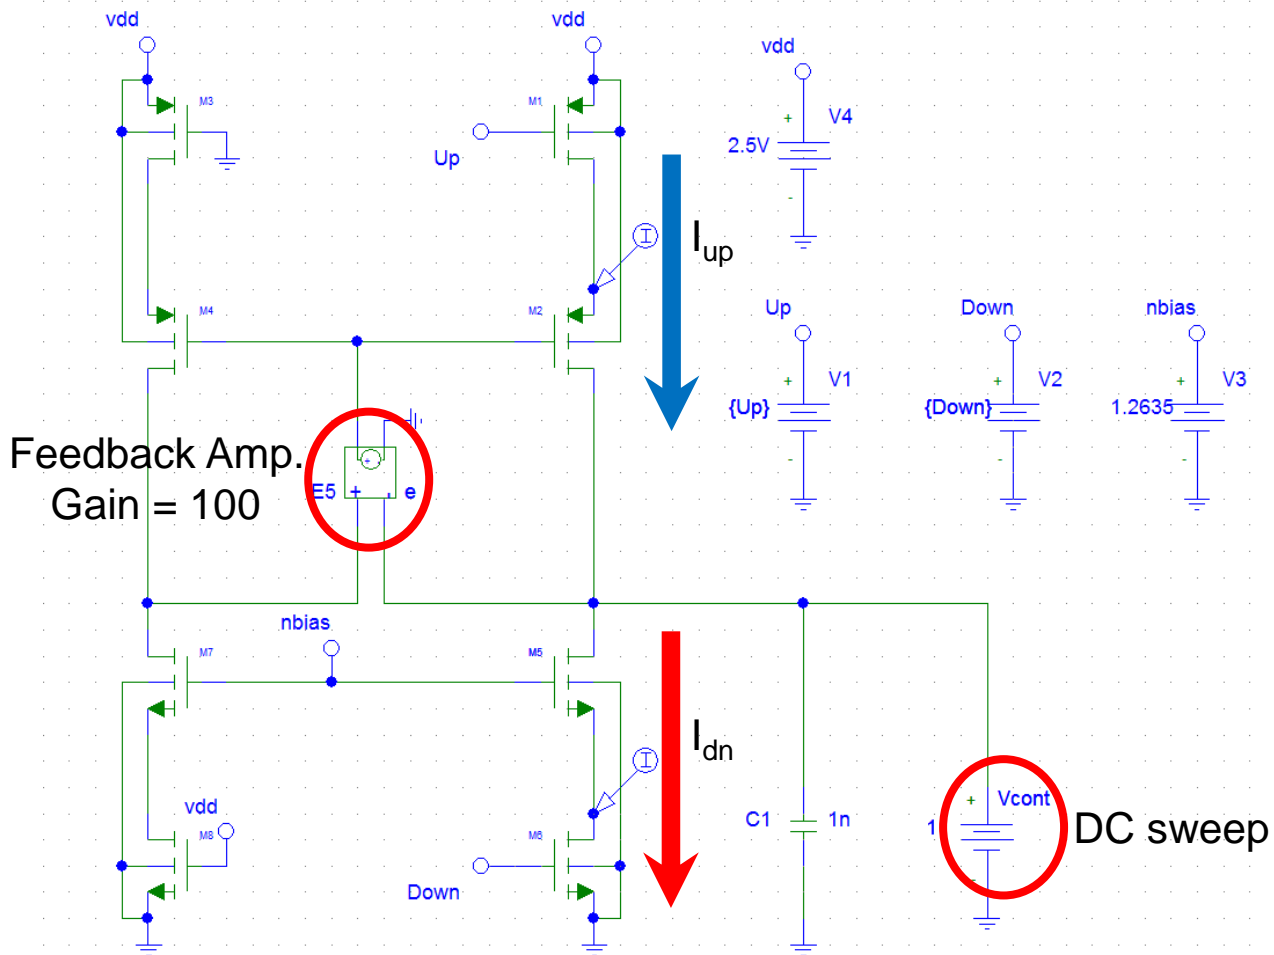 vdd
vdd
vdd
M3
M1
+
V4
2.5V
-
Up
I
Iup
M4
M2
Up
Down
nbias
+
V1
{Up}
-
+
V2
{Down}
-
+
V3
1.2635
-
Feedback Amp.
Gain = 100
+ -
E5 + - e
nbias
M7
M5
Idn
I
vdd
M8
M6
Down
C1
1n
+
Vcont
1
-
DC sweep